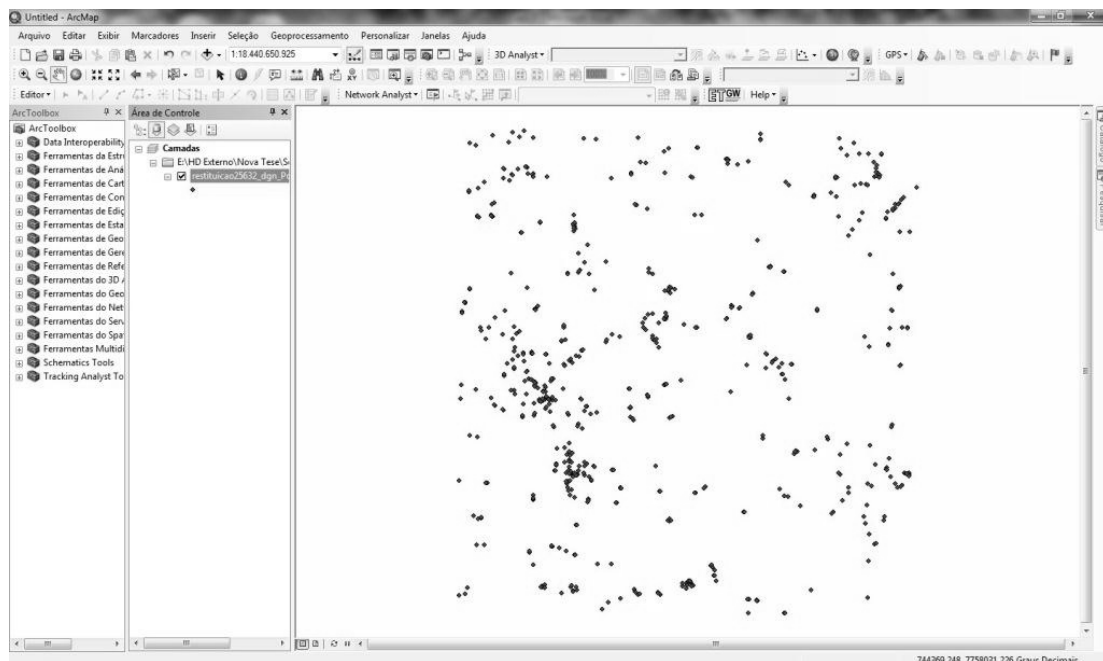 Untitled - ArcMap
Arquivo Editar Exibir Marcadores Inserir Seleção Geoprocessamento Personalizar Janelas Ajuda
1:18.440.650.925
3D Analyst
GPS
Editor
Network Analyst
GW Help
ArcToolbox
Área de Controle
ArcToolbox
Data Interoperability
Ferramentas da Estr
Ferramentas de Aná
Ferramentas de Cart
Ferramentas de Con
Ferramentas de Ediç
Ferramentas de Esta
Ferramentas de Geo
Ferramentas de Gere
Ferramentas de Refe
Ferramentas do 3D
Ferramentas do Geo
Ferramentas do Net
Ferramentas do Serv
Ferramentas do Spa
Ferramentas Multidi
Schematics Tools
Tracking Analyst To
Camadas
E:\HD Externo\Nova Tese\S
restituicao25632_dgn_Po
744369,248 7758031,226 Graus Decimais